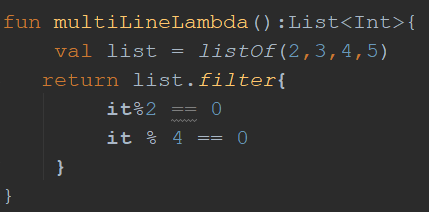 fun multiLineLambda():List<Int>{
val list = listOf(2,3,4,5)
return list.filter{
it%2 == 0
it % 4 == 0
}
}